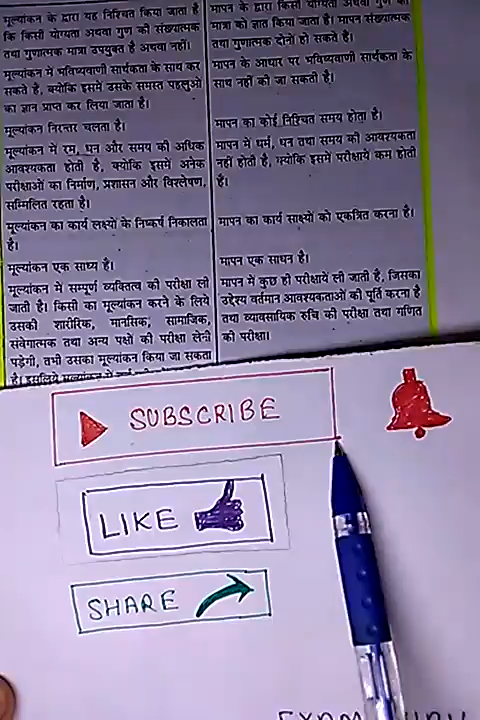 मूल्यांकन के द्वारा यह निश्चित किया जाता है
कि किसी योग्यता अथवा गुण की संख्यात्मक
तथा गुणात्मक मात्रा उपयुक्त है अथवा नहीं।
मूल्यांकन में भविष्यवाणी सार्थकता के साथ कर
सकते है, क्योकि इसमें उसके समस्त पहलुओं
का ज्ञान प्राप्त कर लिया जाता है।
मूल्यांकन निरन्तर चलता है।
मूल्यांकन में रम, धन और समय की अधिक
आवश्यकता होती है, क्योकि इसमें अनेक
परीक्षाओं का निर्माण, प्रशासन और विश्लेषण,
सम्मिलित रहता है।
मूल्यांकन का कार्य लक्ष्यो के निष्कर्ष निकालता
है।
मूल्यांकन एक साध्य है।
मूल्यांकन में सम्पूर्ण व्यक्तित्व की परीक्षा ली
जाती है। किसी का मूल्यांकन करने के लिये
उसकी शारीरिक, मानसिक, सामाजिक,
संवेगात्मक तथा अन्य पक्षो की परीक्षा लेनी
पड़ेगी, तभी उसका मूल्यांकन किया जा सकता
है। इसलिये मूल्यांकन में
मापन के द्वारा किसी योग्यता अथवा गुण की
मात्रा को ज्ञात किया जाता है। मापन संख्यात्मक
तथा गुणात्मक दोनो हो सकते है।
मापन के आधार पर भविष्यवाणी सार्थकता के
साथ नहीं की जा सकती है।
मापन का कोई निश्चित समय होता है।
मापन में धर्म, धन तथा समय की आवश्यकता
नहीं होती है, क्योकि इसमें परीक्षाये कम होती
है।
मापन का कार्य साक्ष्यो को एकत्रित करना है।
मापन एक साधन है।
मापन में कुछ ही परीक्षायें ली जाती है, जिसका
उद्देश्य वर्तमान आवश्यकताओं की पूर्ति करना है
तथा व्यावसायिक रुचि की परीक्षा तथा गणित
की परीक्षा।
SUBSCRIBE
LIKE
SHARE
EXAM